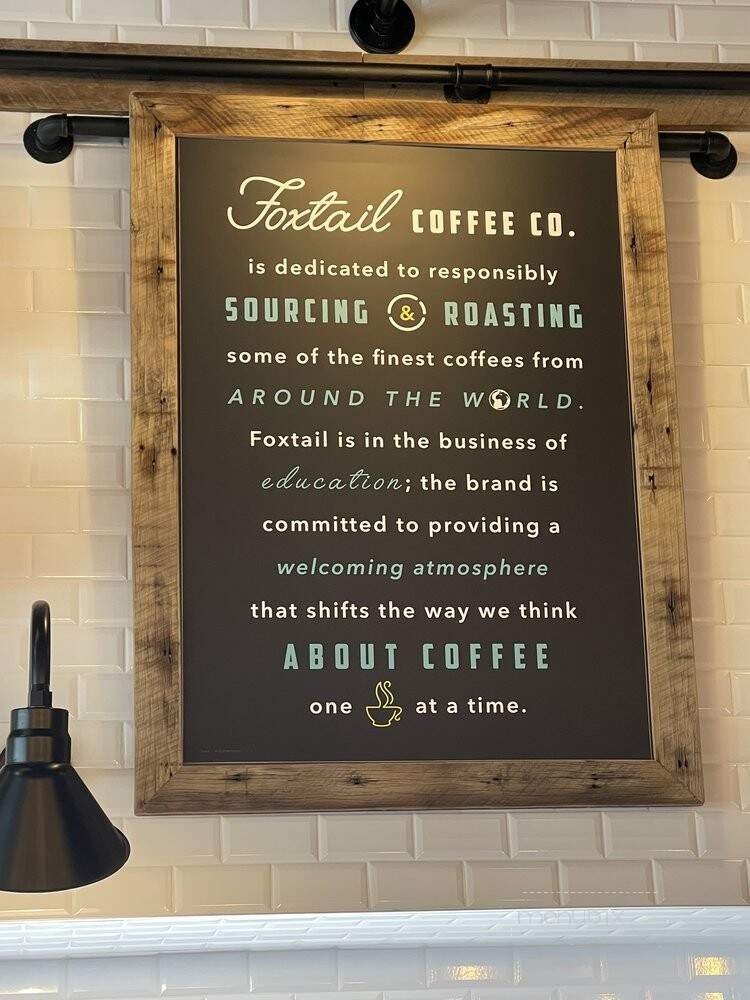 Foxtail COFFEE CO.
is dedicated to responsibly
SOURCING & ROASTING
some of the finest coffees from
AROUND THE WORLD.
Foxtail is in the business of
education; the brand is
committed to providing a
welcoming atmosphere
that shifts the way we think
ABOUT COFFEE
one at a time.